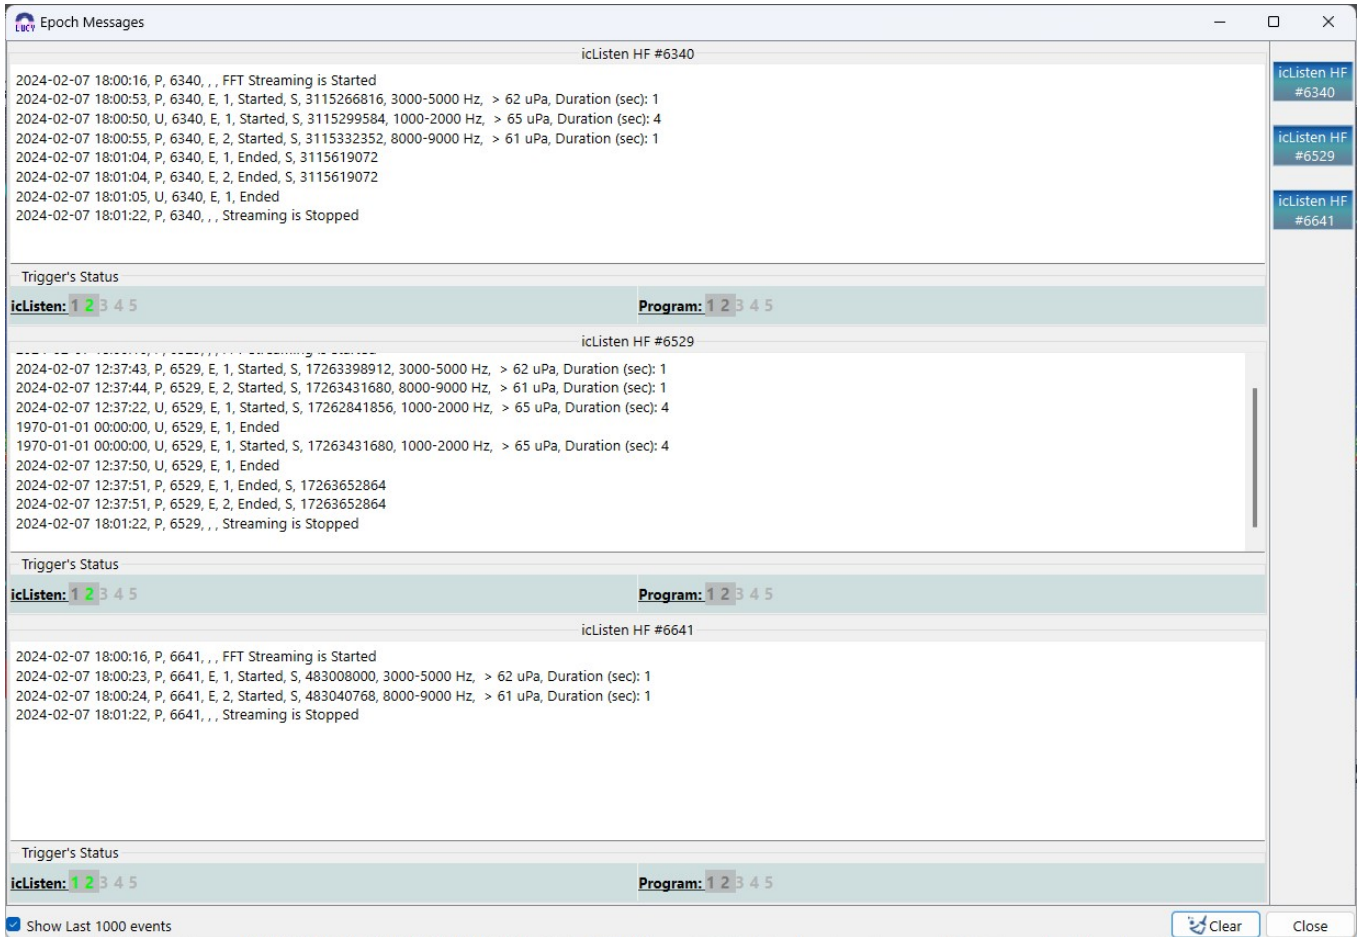 LUCY Epoch Messages
icListen HF #6340
2024-02-07 18:00:16, P, 6340, , , FFT Streaming is Started
2024-02-07 18:00:53, P, 6340, E, 1, Started, S, 3115266816, 3000-5000 Hz,  > 62 uPa, Duration (sec): 1
2024-02-07 18:00:50, U, 6340, E, 1, Started, S, 3115299584, 1000-2000 Hz,  > 65 uPa, Duration (sec): 4
2024-02-07 18:00:55, P, 6340, E, 2, Started, S, 3115332352, 8000-9000 Hz,  > 61 uPa, Duration (sec): 1
2024-02-07 18:01:04, P, 6340, E, 1, Ended, S, 3115619072
2024-02-07 18:01:04, P, 6340, E, 2, Ended, S, 3115619072
2024-02-07 18:01:05, U, 6340, E, 1, Ended
2024-02-07 18:01:22, P, 6340, , , Streaming is Stopped
Trigger's Status
icListen: 1 2 3 4 5 Program: 1 2 3 4 5
icListen HF #6529
2024-02-07 12:37:43, P, 6529, E, 1, Started, S, 17263398912, 3000-5000 Hz,  > 62 uPa, Duration (sec): 1
2024-02-07 12:37:44, P, 6529, E, 2, Started, S, 17263431680, 8000-9000 Hz,  > 61 uPa, Duration (sec): 1
2024-02-07 12:37:22, U, 6529, E, 1, Started, S, 17262841856, 1000-2000 Hz,  > 65 uPa, Duration (sec): 4
1970-01-01 00:00:00, U, 6529, E, 1, Ended
1970-01-01 00:00:00, U, 6529, E, 1, Started, S, 17263431680, 1000-2000 Hz,  > 65 uPa, Duration (sec): 4
2024-02-07 12:37:50, U, 6529, E, 1, Ended
2024-02-07 12:37:51, P, 6529, E, 1, Ended, S, 17263652864
2024-02-07 12:37:51, P, 6529, E, 2, Ended, S, 17263652864
2024-02-07 18:01:22, P, 6529, , , Streaming is Stopped
Trigger's Status
icListen: 1 2 3 4 5 Program: 1 2 3 4 5
icListen HF #6641
2024-02-07 18:00:16, P, 6641, , , FFT Streaming is Started
2024-02-07 18:00:23, P, 6641, E, 1, Started, S, 483008000, 3000-5000 Hz,  > 62 uPa, Duration (sec): 1
2024-02-07 18:00:24, P, 6641, E, 2, Started, S, 483040768, 8000-9000 Hz,  > 61 uPa, Duration (sec): 1
2024-02-07 18:01:22, P, 6641, , , Streaming is Stopped
Trigger's Status
icListen: 1 2 3 4 5 Program: 1 2 3 4 5
icListen HF
#6340
icListen HF
#6529
icListen HF
#6641
Show Last 1000 events
Clear
Close